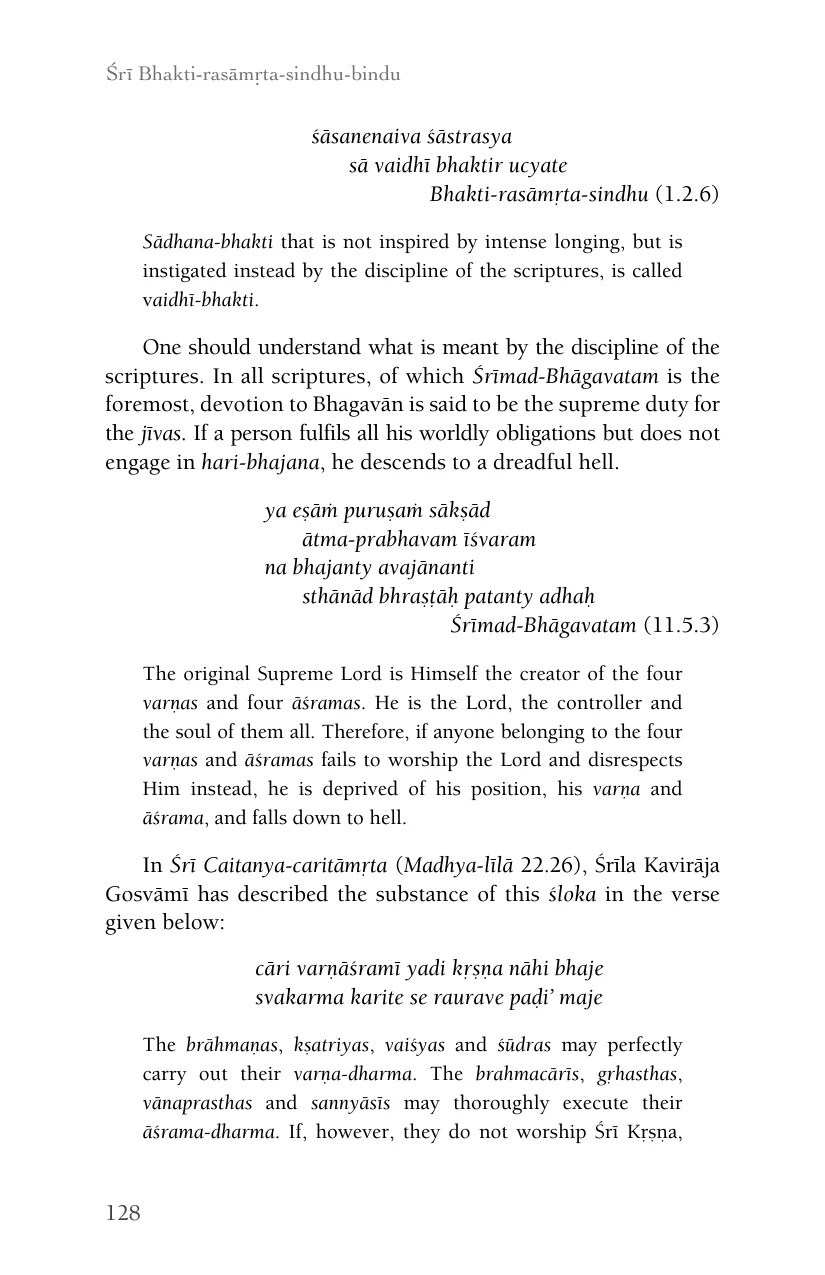 Śrī Bhakti-rasāmṛta-sindhu-bindu
śāsanenaiva śāstrasya
sā vaidhī bhaktir ucyate
Bhakti-rasāmṛta-sindhu (1.2.6)
Sādhana-bhakti that is not inspired by intense longing, but is
instigated instead by the discipline of the scriptures, is called
vaidhī-bhakti.
One should understand what is meant by the discipline of the
scriptures. In all scriptures, of which Śrīmad-Bhāgavatam is the
foremost, devotion to Bhagavān is said to be the supreme duty for
the jīvas. If a person fulfils all his worldly obligations but does not
engage in hari-bhajana, he descends to a dreadful hell.
ya eṣāṁ puruṣaṁ sākṣād
ātma-prabhavam īśvaram
na bhajanty avajānanti
sthānād bhraṣṭāḥ patanty adhaḥ
Śrīmad-Bhāgavatam (11.5.3)
The original Supreme Lord is Himself the creator of the four
varṇas and four āśramas. He is the Lord, the controller and
the soul of them all. Therefore, if anyone belonging to the four
varṇas and āśramas fails to worship the Lord and disrespects
Him instead, he is deprived of his position, his varṇa and
āśrama, and falls down to hell.
In Śrī Caitanya-caritāmṛta (Madhya-līlā 22.26), Śrīla Kavirāja
Gosvāmī has described the substance of this śloka in the verse
given below:
cāri varṇāśramī yadi kṛṣṇa nāhi bhaje
svakarma karite se raurave paḍi’ maje
The brāhmaṇas, kṣatriyas, vaiśyas and śūdras may perfectly
carry out their varṇa-dharma. The brahmacārīs, gṛhasthas,
vānaprasthas and sannyāsīs may thoroughly execute their
āśrama-dharma. If, however, they do not worship Śrī Kṛṣṇa,
128